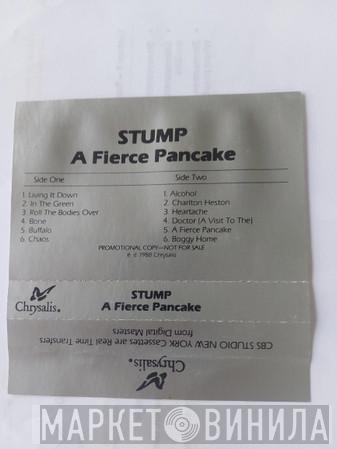 STUMP
A Fierce Pancake
Side One
Side Two
1. Living It Down
2. In The Green
3. Roll The Bodies Over
4. Bone
5. Buffalo
6. Chaos
1. Alcohol
2. Charlton Heston
3. Heartache
4. Doctor (A Visit To The)
5. A Fierce Pancake
6. Boggy Home
PROMOTIONAL COPY—NOT FOR SALE
1988 Chrysalis
Chrysalis®
STUMP
A Fierce Pancake
CBS STUDIO NEW YORK Cassettes are Real Time Transfers
from Digital Masters
Chrysalis®
МАРКЕТ ВИНИЛА